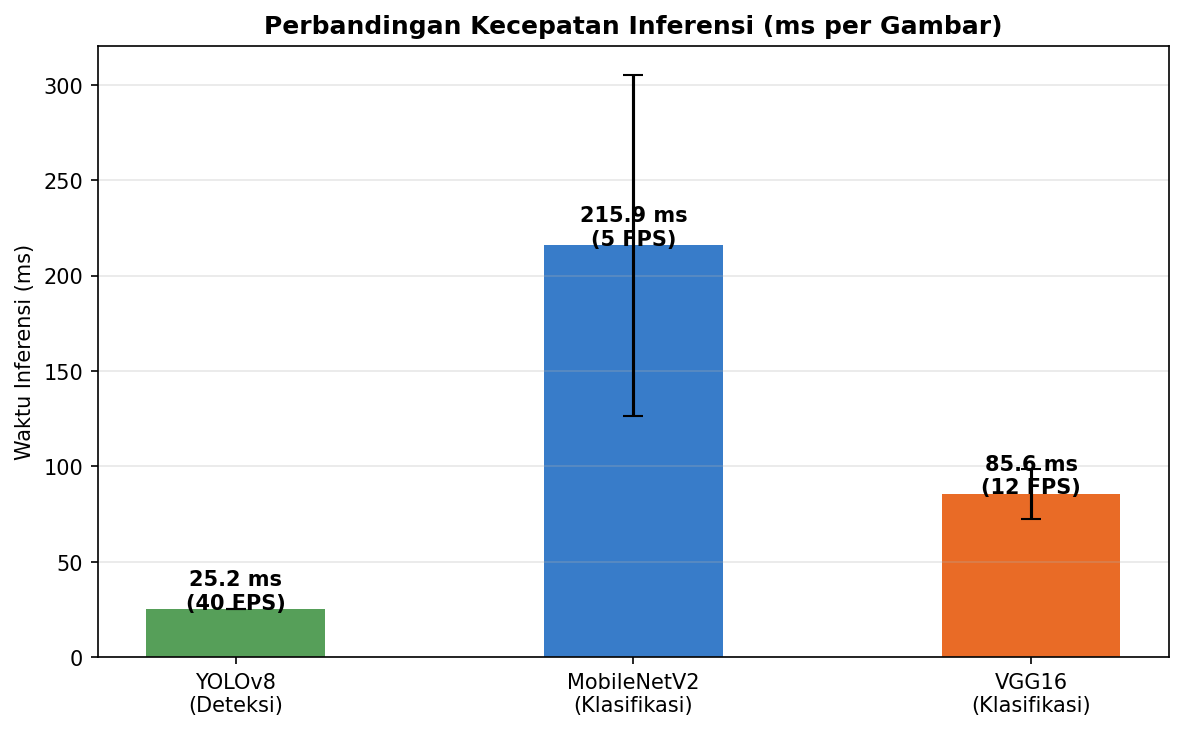 Perbandingan Kecepatan Inferensi (ms per Gambar)
Waktu Inferensi (ms)
300
250
200
150
100
50
0
215.9 ms
(5 FPS)
85.6 ms
(12 FPS)
25.2 ms
(40 FPS)
YOLOv8
(Deteksi)
MobileNetV2
(Klasifikasi)
VGG16
(Klasifikasi)